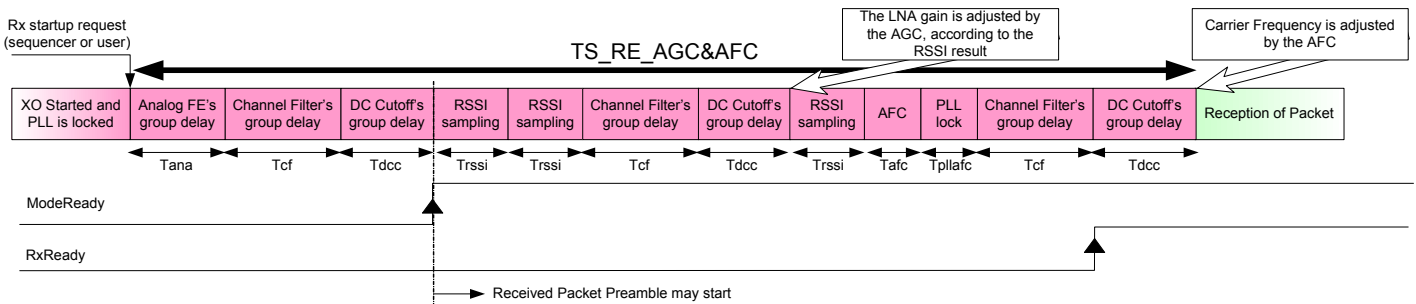 Rx startup request
(sequencer or user)
TS_RE_AGC&AFC
The LNA gain is adjusted by
the AGC, according to the
RSSI result
Carrier Frequency is adjusted
by the AFC
XO Started and
PLL is locked
Analog FE's
group delay
Channel Filter's
group delay
DC Cutoff's
group delay
RSSI
sampling
RSSI
sampling
Channel Filter's
group delay
DC Cutoff's
group delay
RSSI
sampling
AFC
PLL
lock
Channel Filter's
group delay
DC Cutoff's
group delay
Reception of Packet
Tana
Tcf
Tdcc
Trssi
Trssi
Tcf
Tdcc
Trssi
Tafc
Tpllafc
Tcf
Tdcc
ModeReady
RxReady
Received Packet Preamble may start